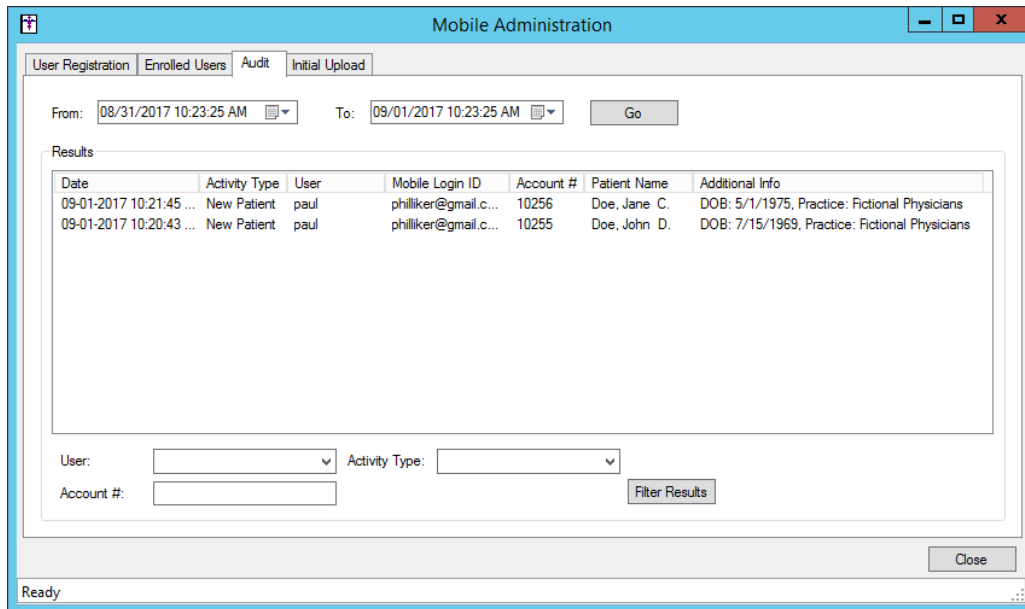 Mobile Administration
User Registration Enrolled Users Audit Initial Upload
From: 08/31/2017 10:23:25 AM To: 09/01/2017 10:23:25 AM Go
Results
Date Activity Type User Mobile Login ID Account # Patient Name Additional Info
09-01-2017 10:21:45 ... New Patient paul philliker@gmail.c... 10256 Doe, Jane C. DOB: 5/1/1975, Practice: Fictional Physicians
09-01-2017 10:20:43 ... New Patient paul philliker@gmail.c... 10255 Doe, John D. DOB: 7/15/1969, Practice: Fictional Physicians
User: Activity Type:
Account #: Filter Results
Close
Ready